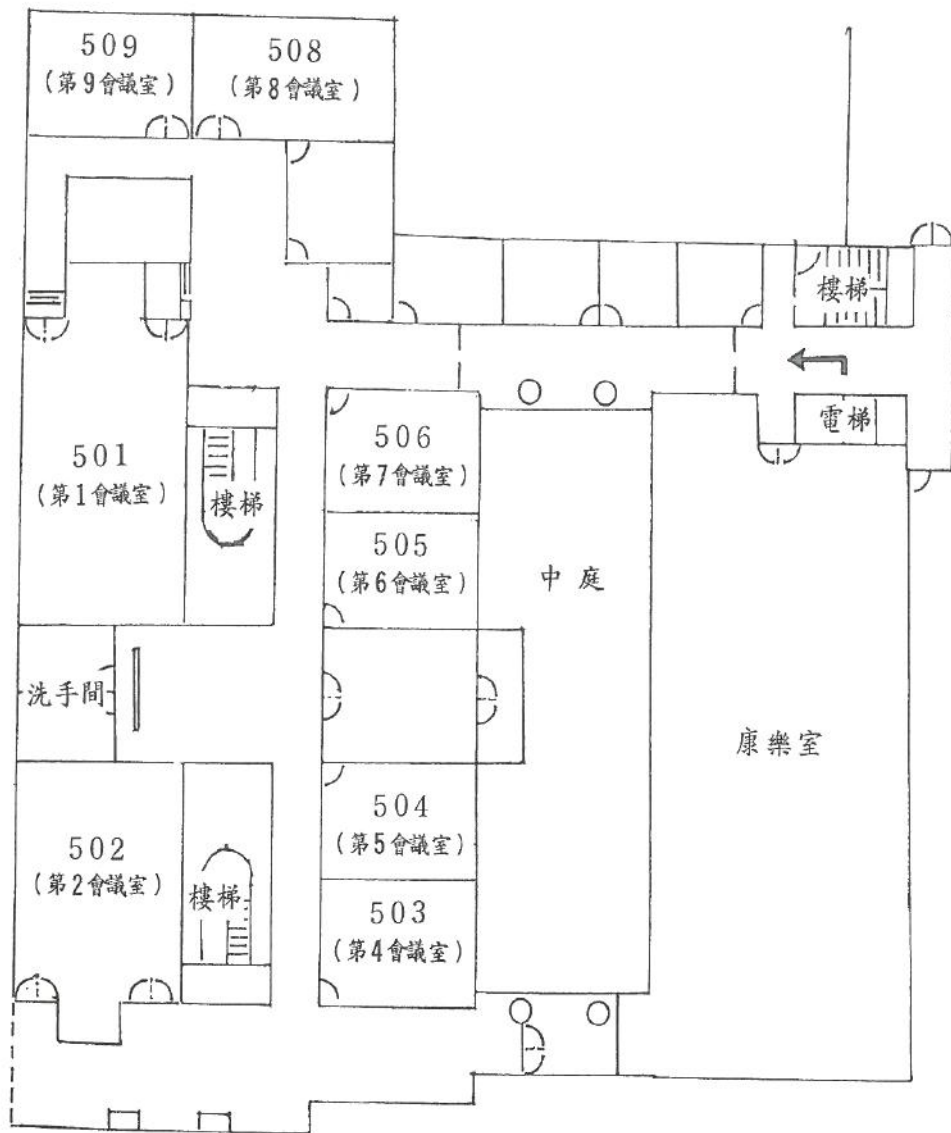 509
(第9會議室)
508
(第8會議室)
樓梯
電梯
501
(第1會議室)
樓梯
506
(第7會議室)
505
(第6會議室)
中庭
洗手間
康樂室
502
(第2會議室)
樓梯
504
(第5會議室)
503
(第4會議室)